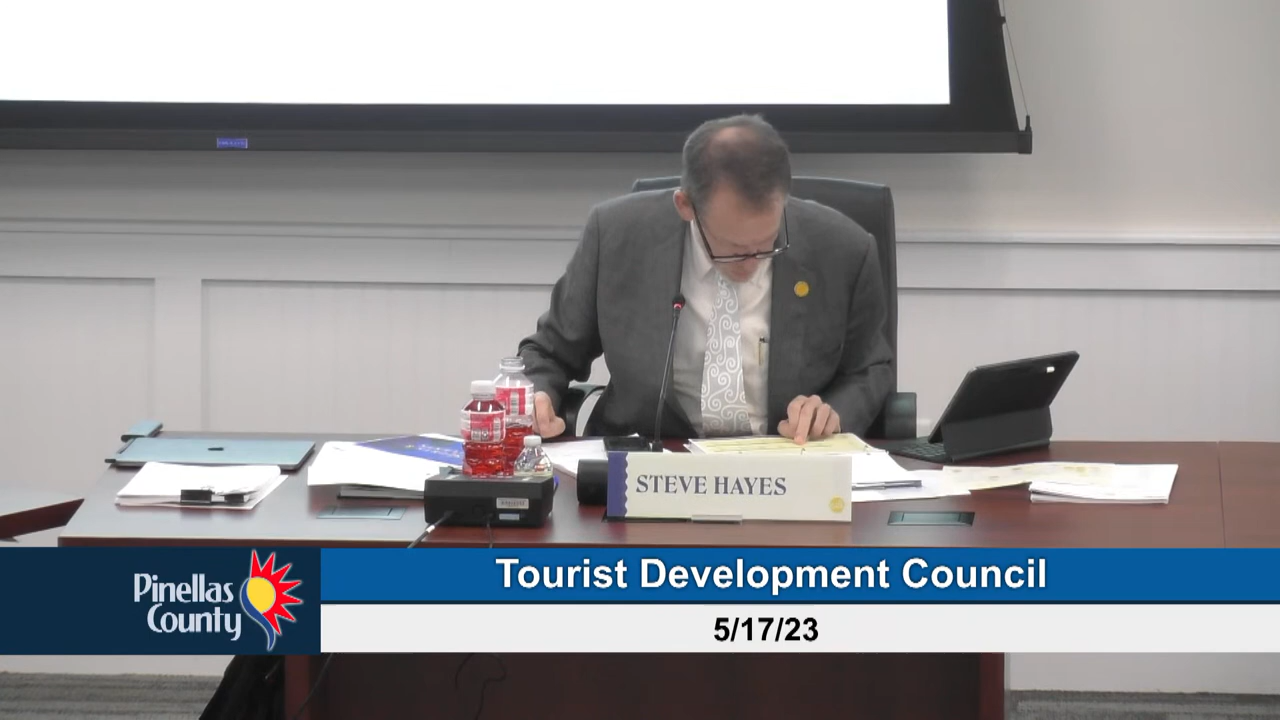 STEVE HAYES
Pinellas
County
Tourist Development Council
5/17/23